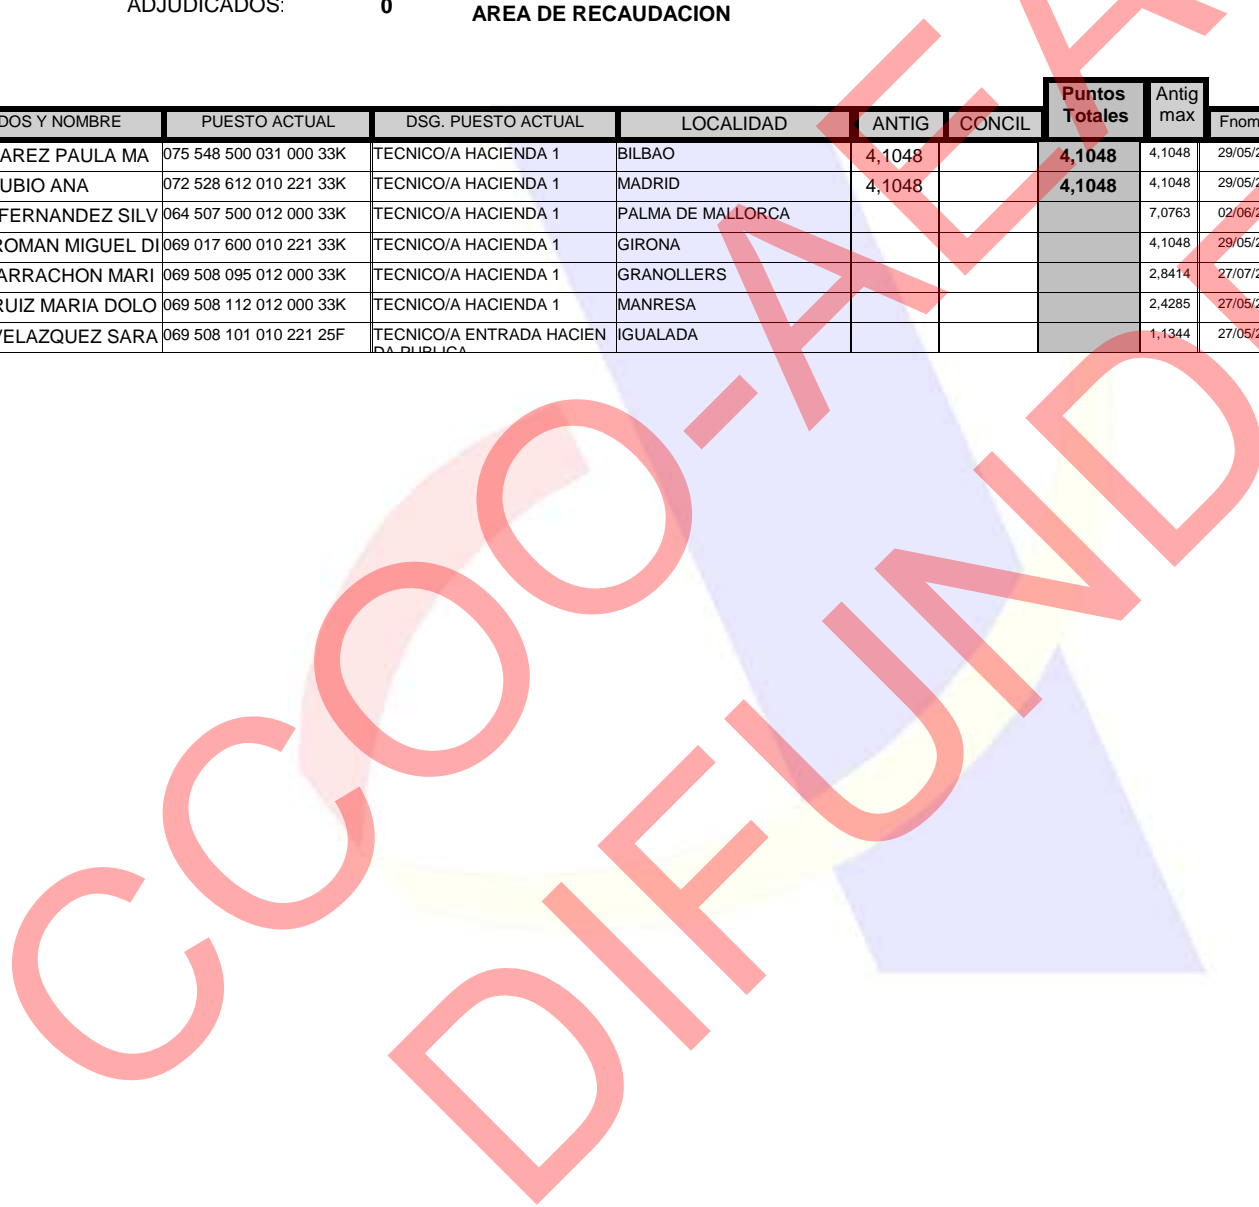 ADJUDICADOS: 0
AREA DE RECAUDACION
DOS Y NOMBRE PUESTO ACTUAL DSG. PUESTO ACTUAL LOCALIDAD ANTIG CONCIL Puntos Totales Antig max Fnom
AREZ PAULA MA 075 548 500 031 000 33K TECNICO/A HACIENDA 1 BILBAO 4,1048 4,1048 4,1048 29/05/2
UBIO ANA 072 528 612 010 221 33K TECNICO/A HACIENDA 1 MADRID 4,1048 4,1048 4,1048 29/05/2
FERNANDEZ SILV 064 507 500 012 000 33K TECNICO/A HACIENDA 1 PALMA DE MALLORCA 7,0763 02/06/2
ROMAN MIGUEL DI 069 017 600 010 221 33K TECNICO/A HACIENDA 1 GIRONA 4,1048 29/05/2
ARRACHON MARI 069 508 095 012 000 33K TECNICO/A HACIENDA 1 GRANOLLERS 2,8414 27/07/2
RUIZ MARIA DOLO 069 508 112 012 000 33K TECNICO/A HACIENDA 1 MANRESA 2,4285 27/05/2
VELAZQUEZ SARA 069 508 101 010 221 25F TECNICO/A ENTRADA HACIEN IGUALADA 1,1344 27/05/2
DA PUBLICA
CCOO-AEA
DIFUND